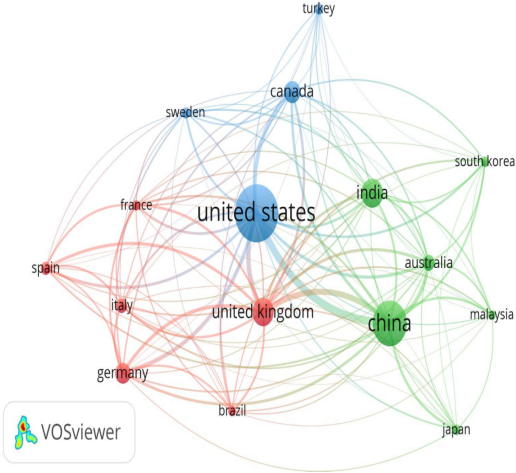 turkey
canada
sweden
south korea
india
france
united states
australia
spain
italy
united kingdom
malaysia
china
germany
brazil
japan
VOSviewer